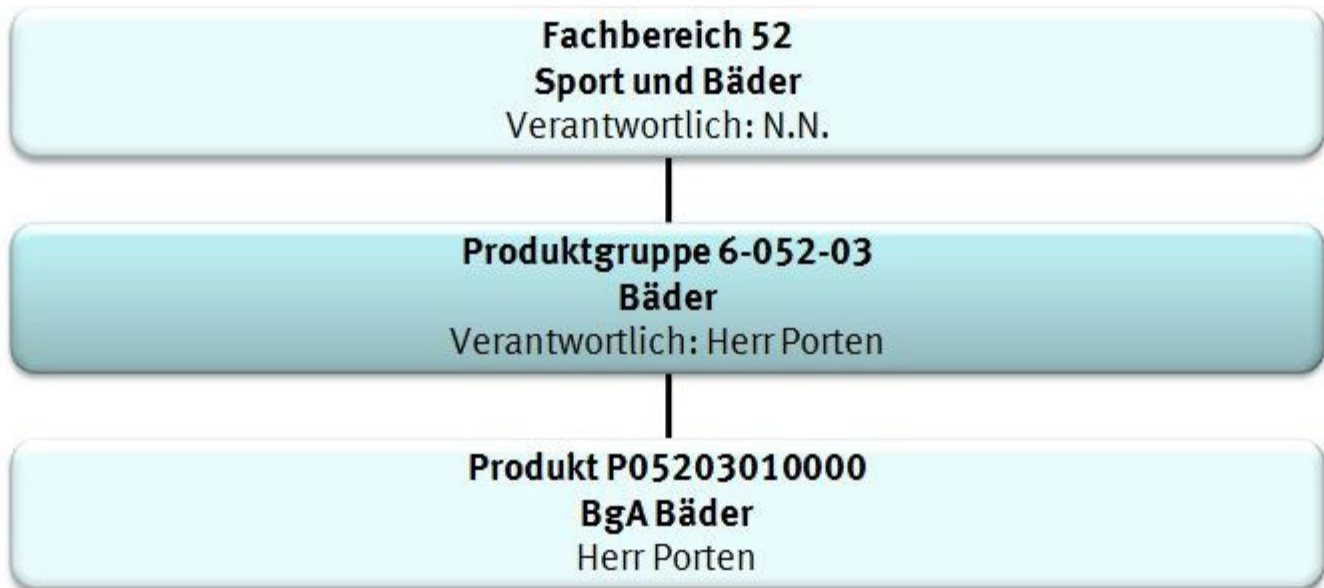 Fachbereich 52
Sport und Bäder
Verantwortlich: N.N.
Produktgruppe 6-052-03
Bäder
Verantwortlich: Herr Porten
Produkt P05203010000
BgA Bäder
Herr Porten